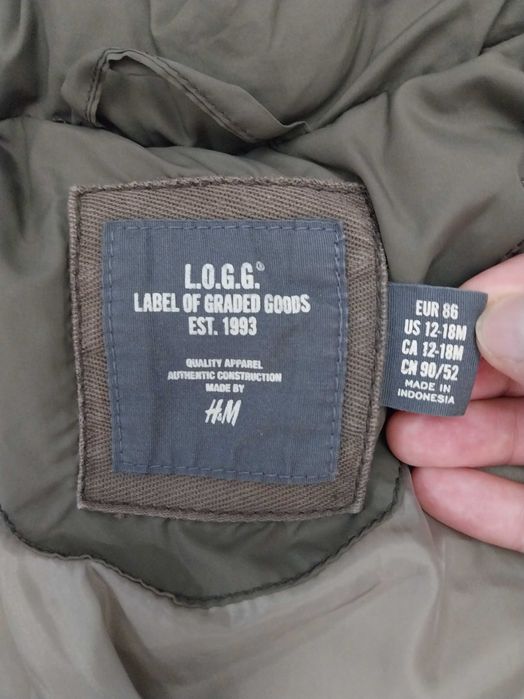 L.O.G.G.®
LABEL OF GRADED GOODS
EST. 1993
QUALITY APPAREL
AUTHENTIC CONSTRUCTION
MADE BY
H&M
EUR 86
US 12-18M
CA 12-18M
CN 90/52
MADE IN
INDONESIA